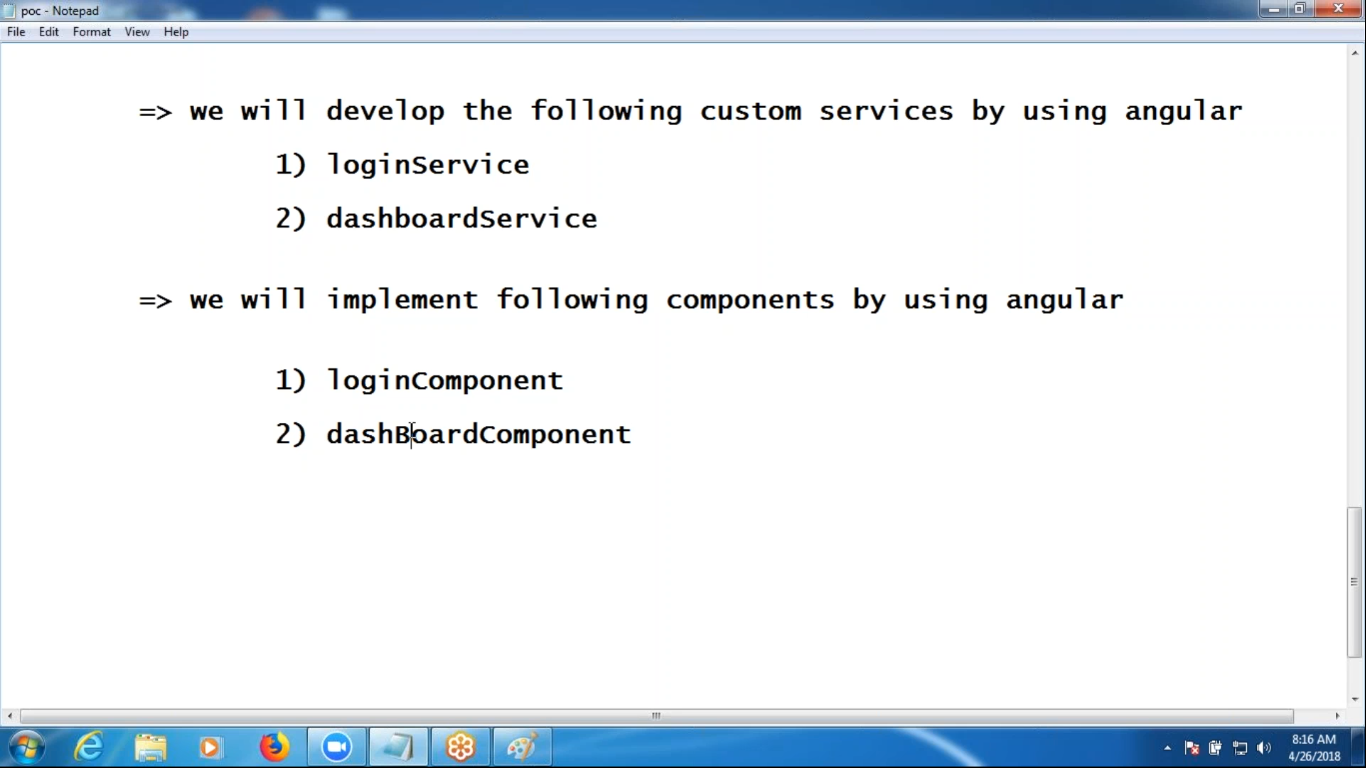 poc - Notepad
File Edit Format View Help
=> we will develop the following custom services by using angular
1) loginService
2) dashboardService
=> we will implement following components by using angular
1) loginComponent
2) dashBoardComponent
8:16 AM
4/26/2018